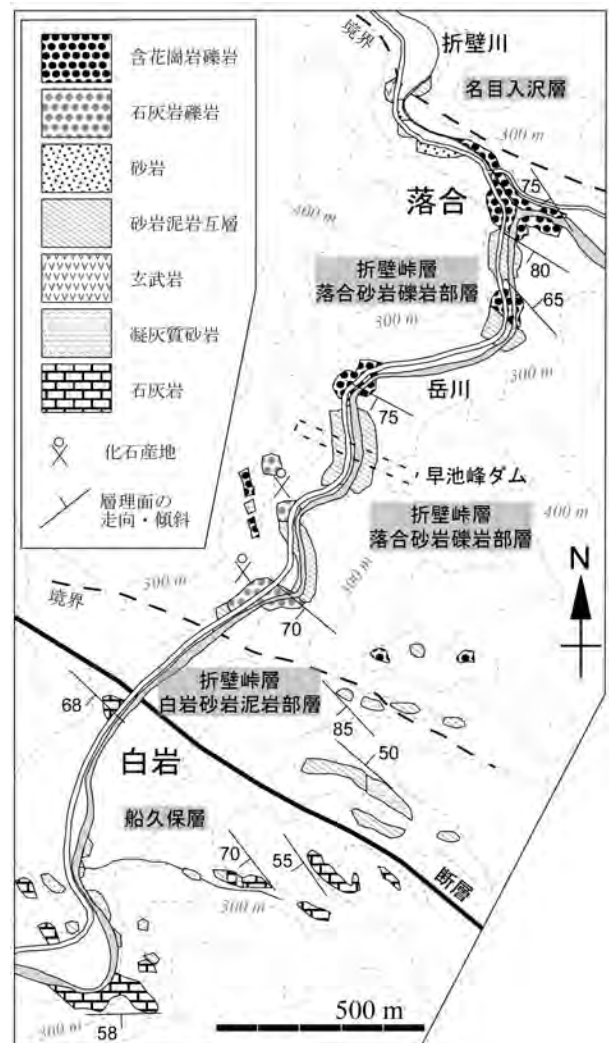 含花崗岩礫岩
石灰岩礫岩
砂岩
砂岩泥岩互層
玄武岩
凝灰質砂岩
石灰岩
化石産地
層理面の
走向・傾斜
境界
折壁川
名目入沢層
300 m
75
落合
400 m
80
折壁峠層
落合砂岩礫岩部層
65
300 m
300 m
岳川
75
早池峰ダム
折壁峠層
落合砂岩礫岩部層
400 m
N
300 m
300 m
境界
70
折壁峠層
白岩砂岩泥岩部層
68
85
白岩
50
船久保層
70
55
断層
300 m
500 m
300 m
58